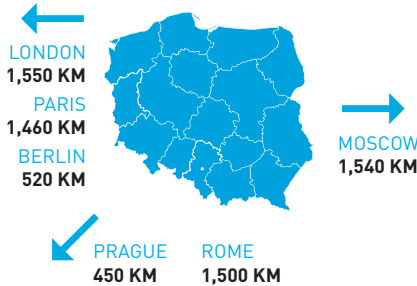 LONDON
1,550 KM
PARIS
1,460 KM
BERLIN
520 KM
MOSCOW
1,540 KM
PRAGUE
450 KM
ROME
1,500 KM